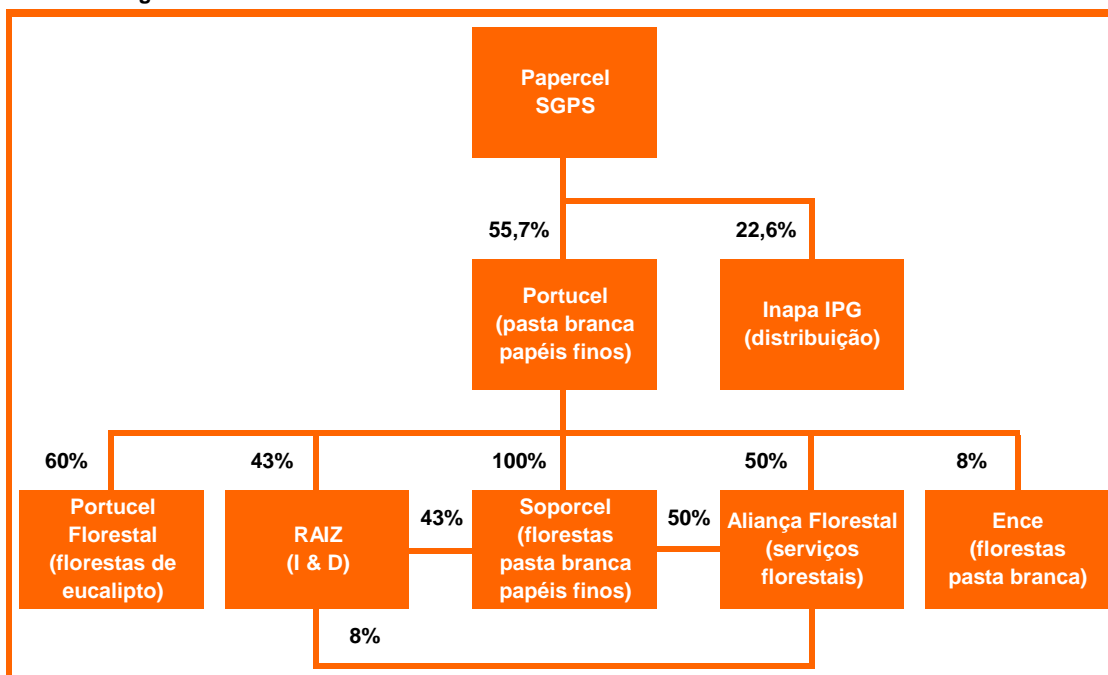 Papercel
SGPS
55,7%
22,6%
Portucel
(pasta branca
papéis finos)
Inapa IPG
(distribuição)
60%
43%
100%
50%
8%
Portucel
Florestal
(florestas de
eucalipto)
RAIZ
(I & D)
43%
Soporcel
(florestas
pasta branca
papéis finos)
50%
Aliança Florestal
(serviços
florestais)
Ence
(florestas
pasta branca)
8%